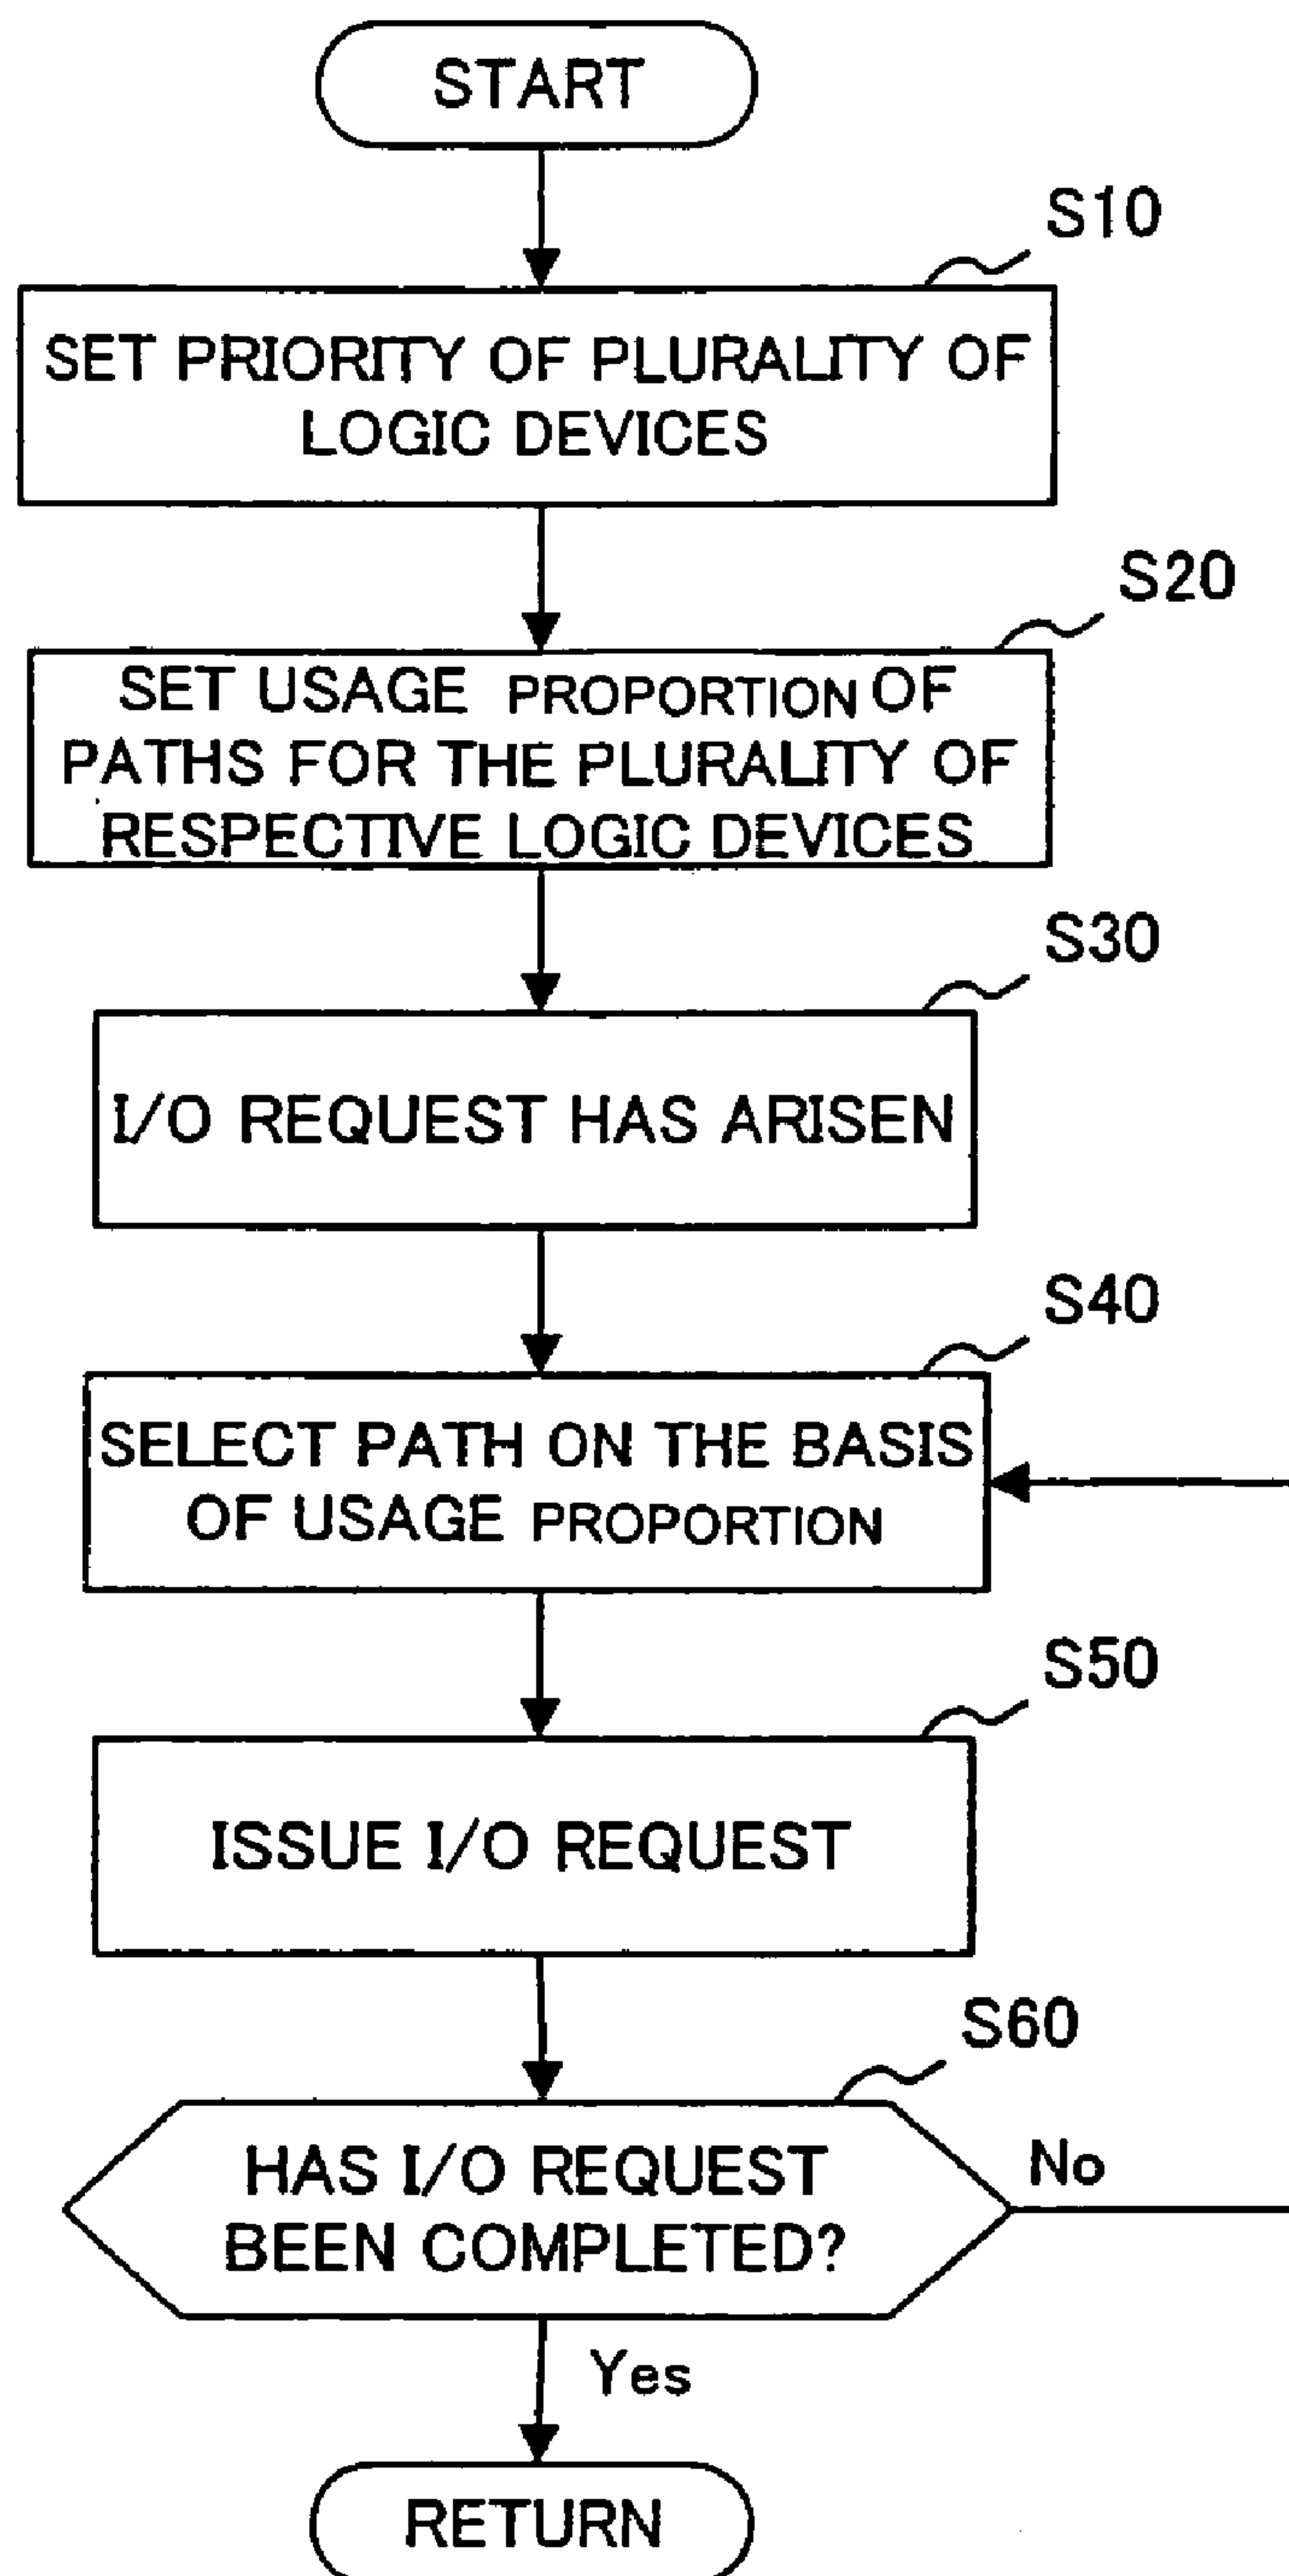 START
S10
SET PRIORITY OF PLURALITY OF
LOGIC DEVICES
S20
SET USAGE PROPORTION OF
PATHS FOR THE PLURALITY OF
RESPECTIVE LOGIC DEVICES
S30
I/O REQUEST HAS ARISEN
S40
SELECT PATH ON THE BASIS
OF USAGE PROPORTION
S50
ISSUE I/O REQUEST
S60
HAS I/O REQUEST
BEEN COMPLETED?
No
Yes
RETURN